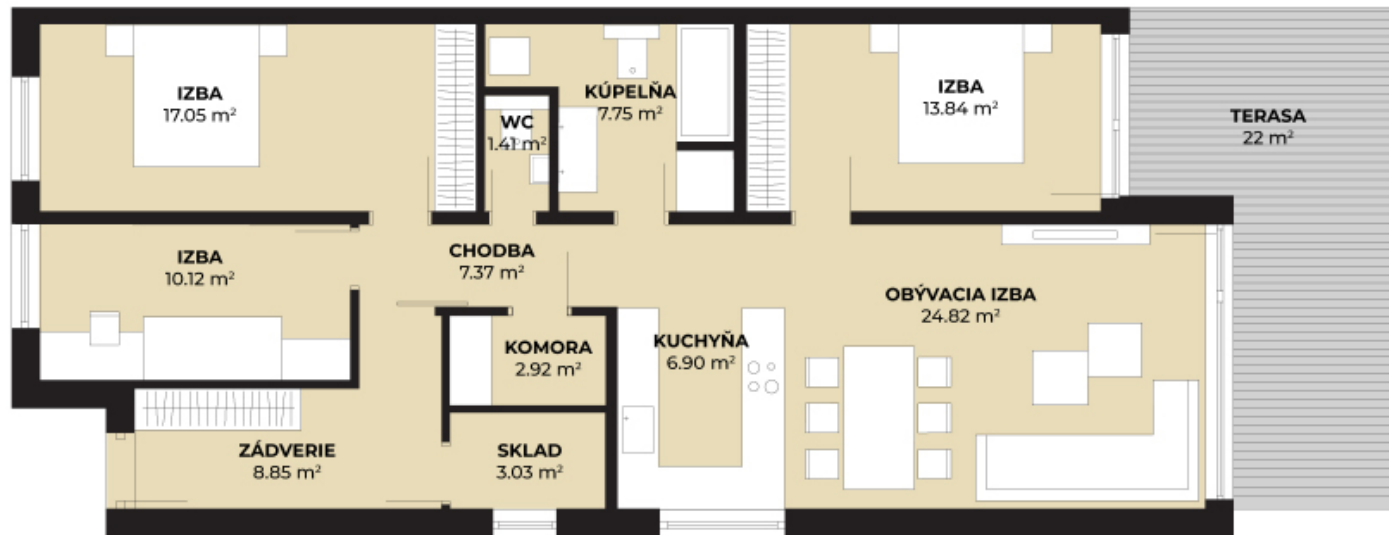 IZBA
17.05 m²
WC
1.41 m²
KÚPELŇA
7.75 m²
IZBA
13.84 m²
TERASA
22 m²
IZBA
10.12 m²
CHODBA
7.37 m²
OBÝVACIA IZBA
24.82 m²
KOMORA
2.92 m²
KUCHYŇA
6.90 m²
ZÁDVERIE
8.85 m²
SKLAD
3.03 m²